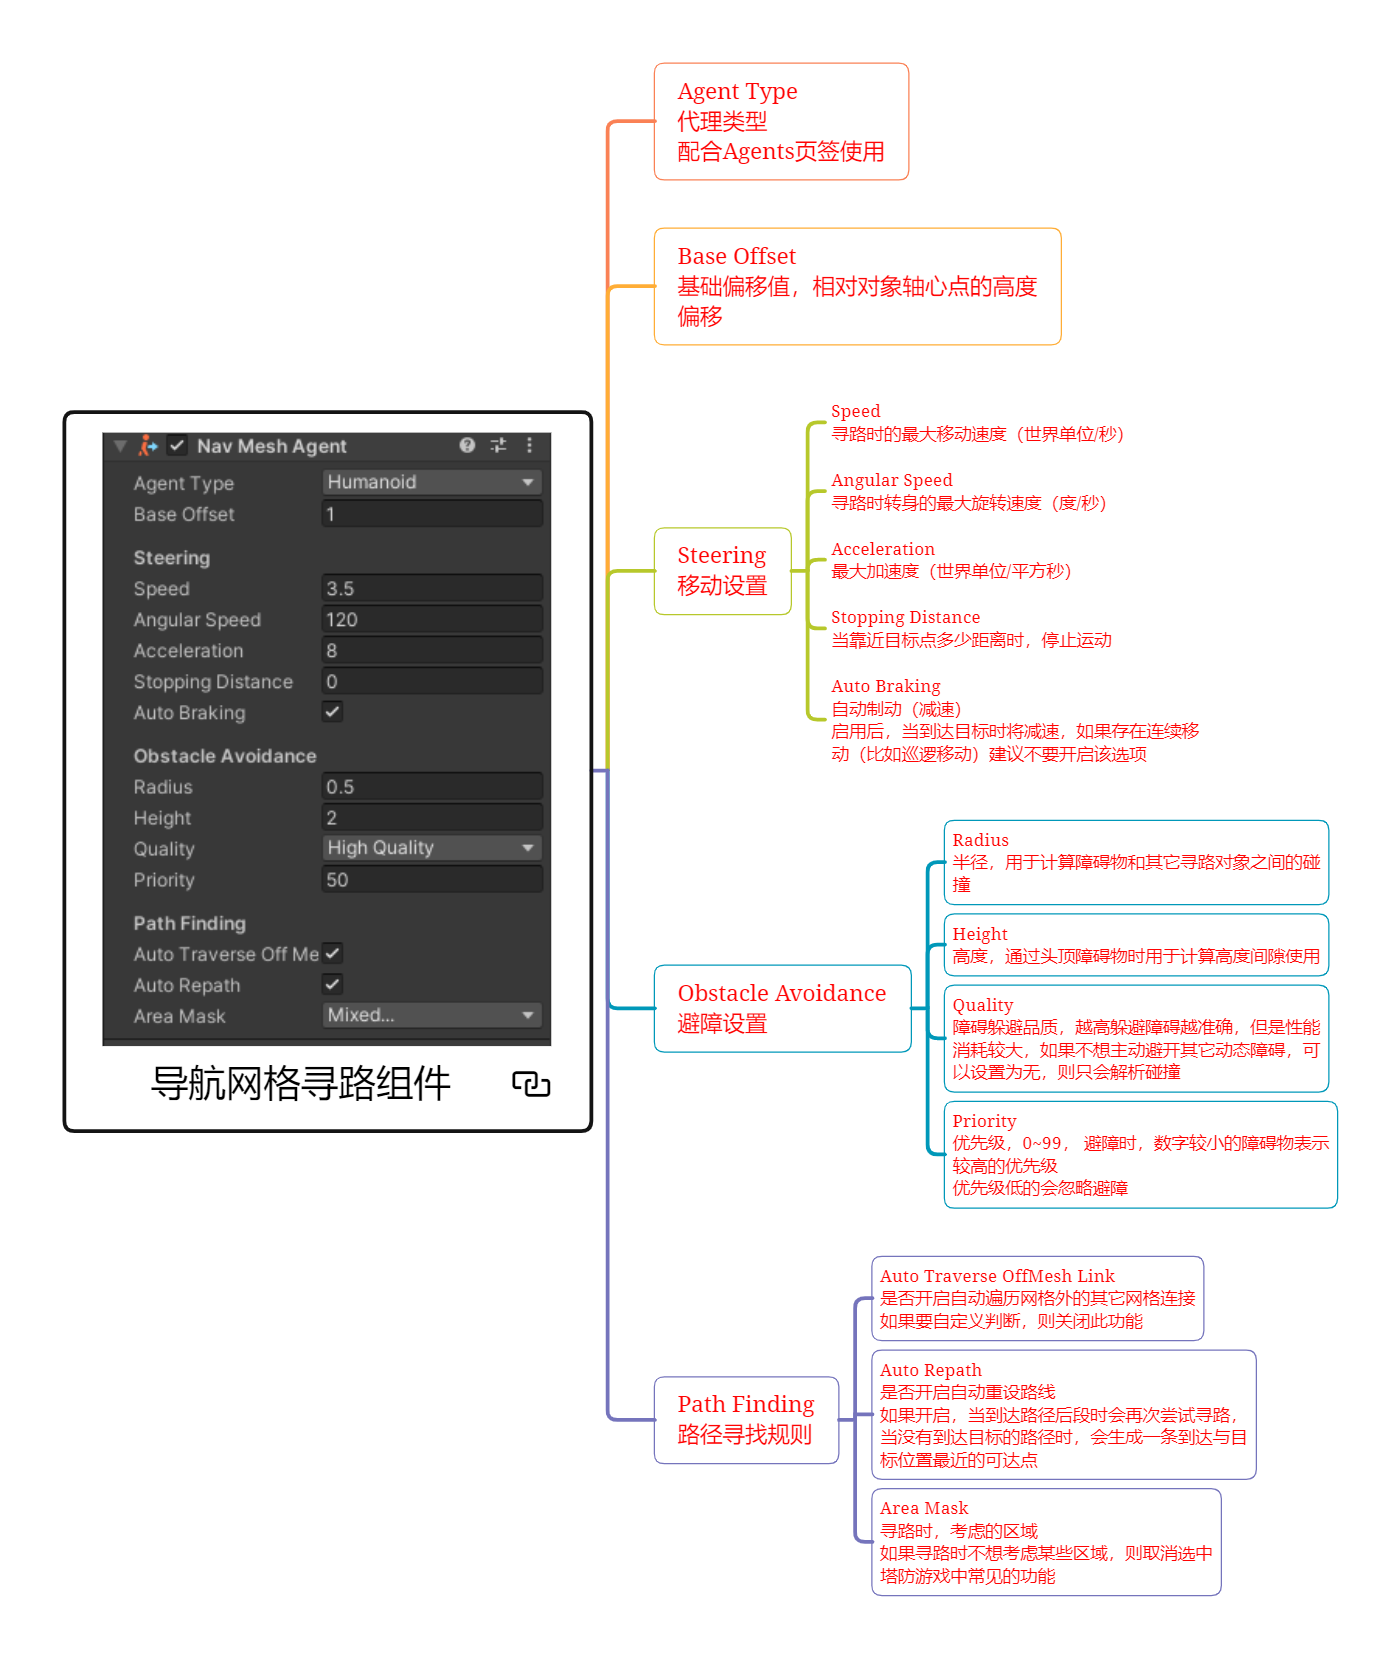 Nav Mesh Agent
Agent Type
Humanoid
Base Offset
1
Steering
Speed
3.5
Angular Speed
120
Acceleration
8
Stopping Distance
0
Auto Braking
Obstacle Avoidance
Radius
0.5
Height
2
Quality
High Quality
Priority
50
Path Finding
Auto Traverse Off Me
Auto Repath
Area Mask
Mixed...
导航网格寻路组件
Agent Type
代理类型
配合Agents页签使用
Base Offset
基础偏移值，相对对象轴心点的高度
偏移
Steering
移动设置
Speed
寻路时的最大移动速度（世界单位/秒）
Angular Speed
寻路时转身的最大旋转速度（度/秒）
Acceleration
最大加速度（世界单位/平方秒）
Stopping Distance
当靠近目标点多少距离时，停止运动
Auto Braking
自动制动（减速）
启用后，当到达目标时将减速，如果存在连续移
动（比如巡逻移动）建议不要开启该选项
Obstacle Avoidance
避障设置
Radius
半径，用于计算障碍物和其它寻路对象之间的碰
撞
Height
高度，通过头顶障碍物时用于计算高度间隙使用
Quality
障碍躲避品质，越高躲避障碍越准确，但是性能
消耗较大，如果不想主动避开其它动态障碍，可
以设置为无，则只会解析碰撞
Priority
优先级，0~99， 避障时，数字较小的障碍物表示
较高的优先级
优先级低的会忽略避障
Path Finding
路径寻找规则
Auto Traverse OffMesh Link
是否开启自动遍历网格外的其它网格连接
如果要自定义判断，则关闭此功能
Auto Repath
是否开启自动重设路线
如果开启，当到达路径后段时会再次尝试寻路，
当没有到达目标的路径时，会生成一条到达与目
标位置最近的可达点
Area Mask
寻路时，考虑的区域
如果寻路时不想考虑某些区域，则取消选中
塔防游戏中常见的功能